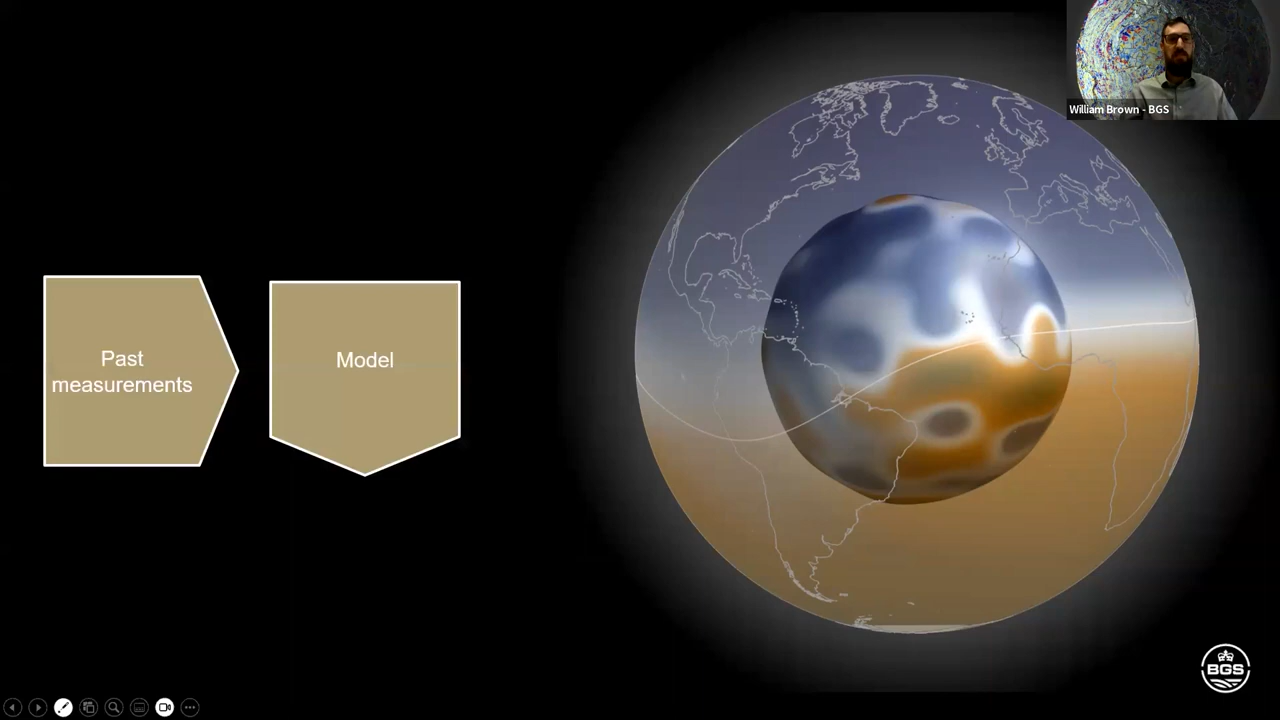 William Brown - BGS
Past
measurements
Model
BGS